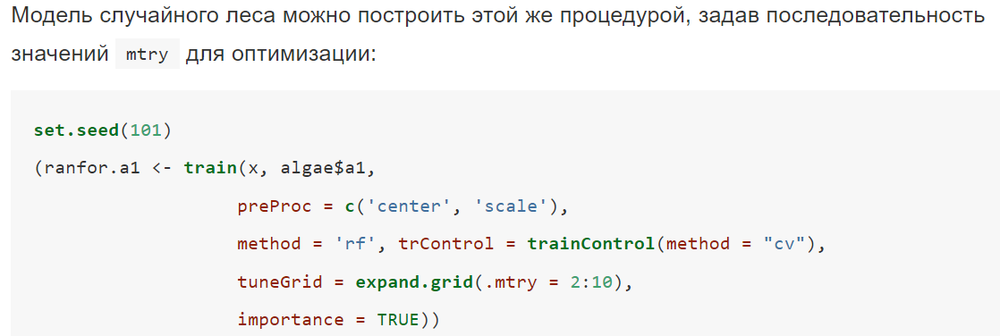 Модель случайного леса можно построить этой же процедурой, задав последовательность
значений mtry для оптимизации:
set.seed(101)
(ranfor.a1 <- train(x, algae$a1,
preProc = c('center', 'scale'),
method = 'rf', trControl = trainControl(method = "cv"),
tuneGrid = expand.grid(.mtry = 2:10),
importance = TRUE))